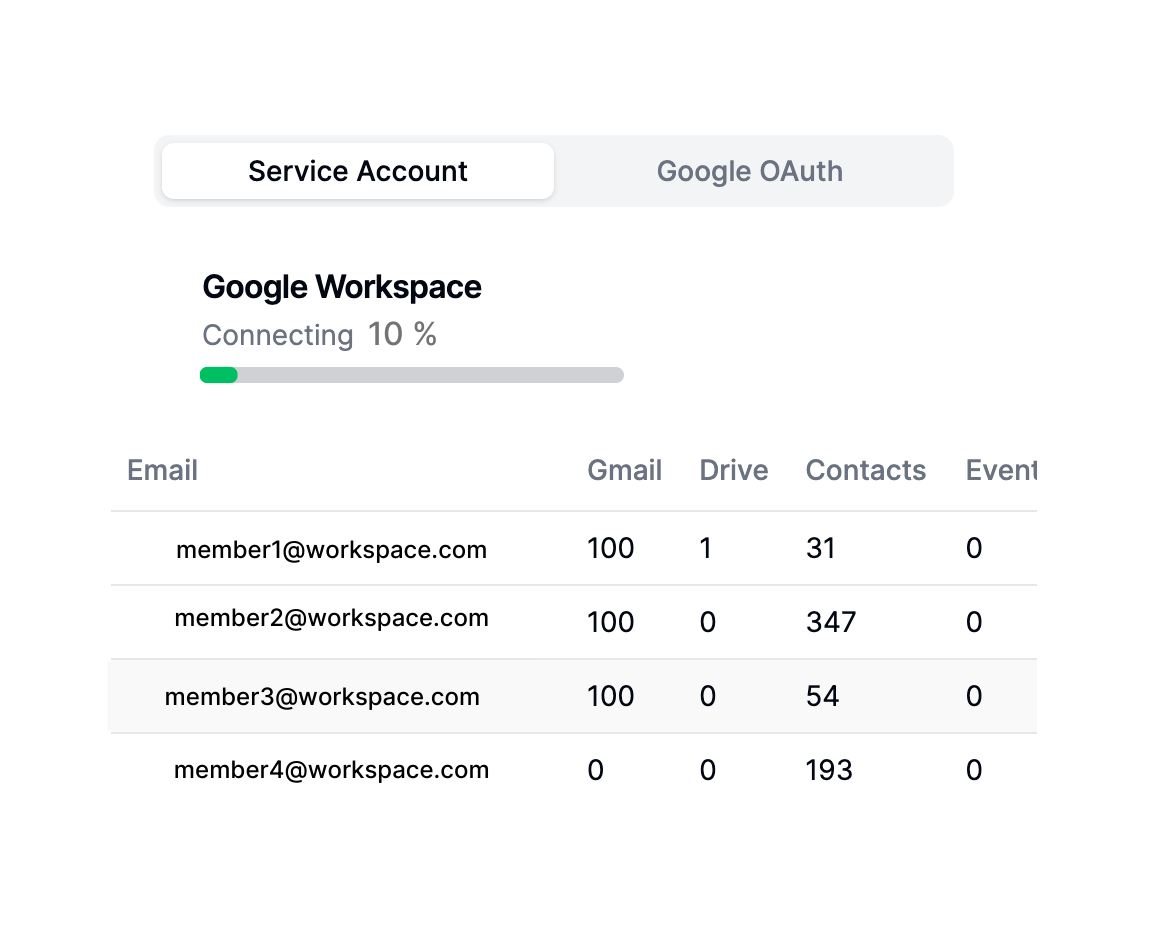 Service Account Google OAuth
Google Workspace
Connecting 10 %
Email Gmail Drive Contacts Event
member1@workspace.com 100 1 31 0
member2@workspace.com 100 0 347 0
member3@workspace.com 100 0 54 0
member4@workspace.com 0 0 193 0